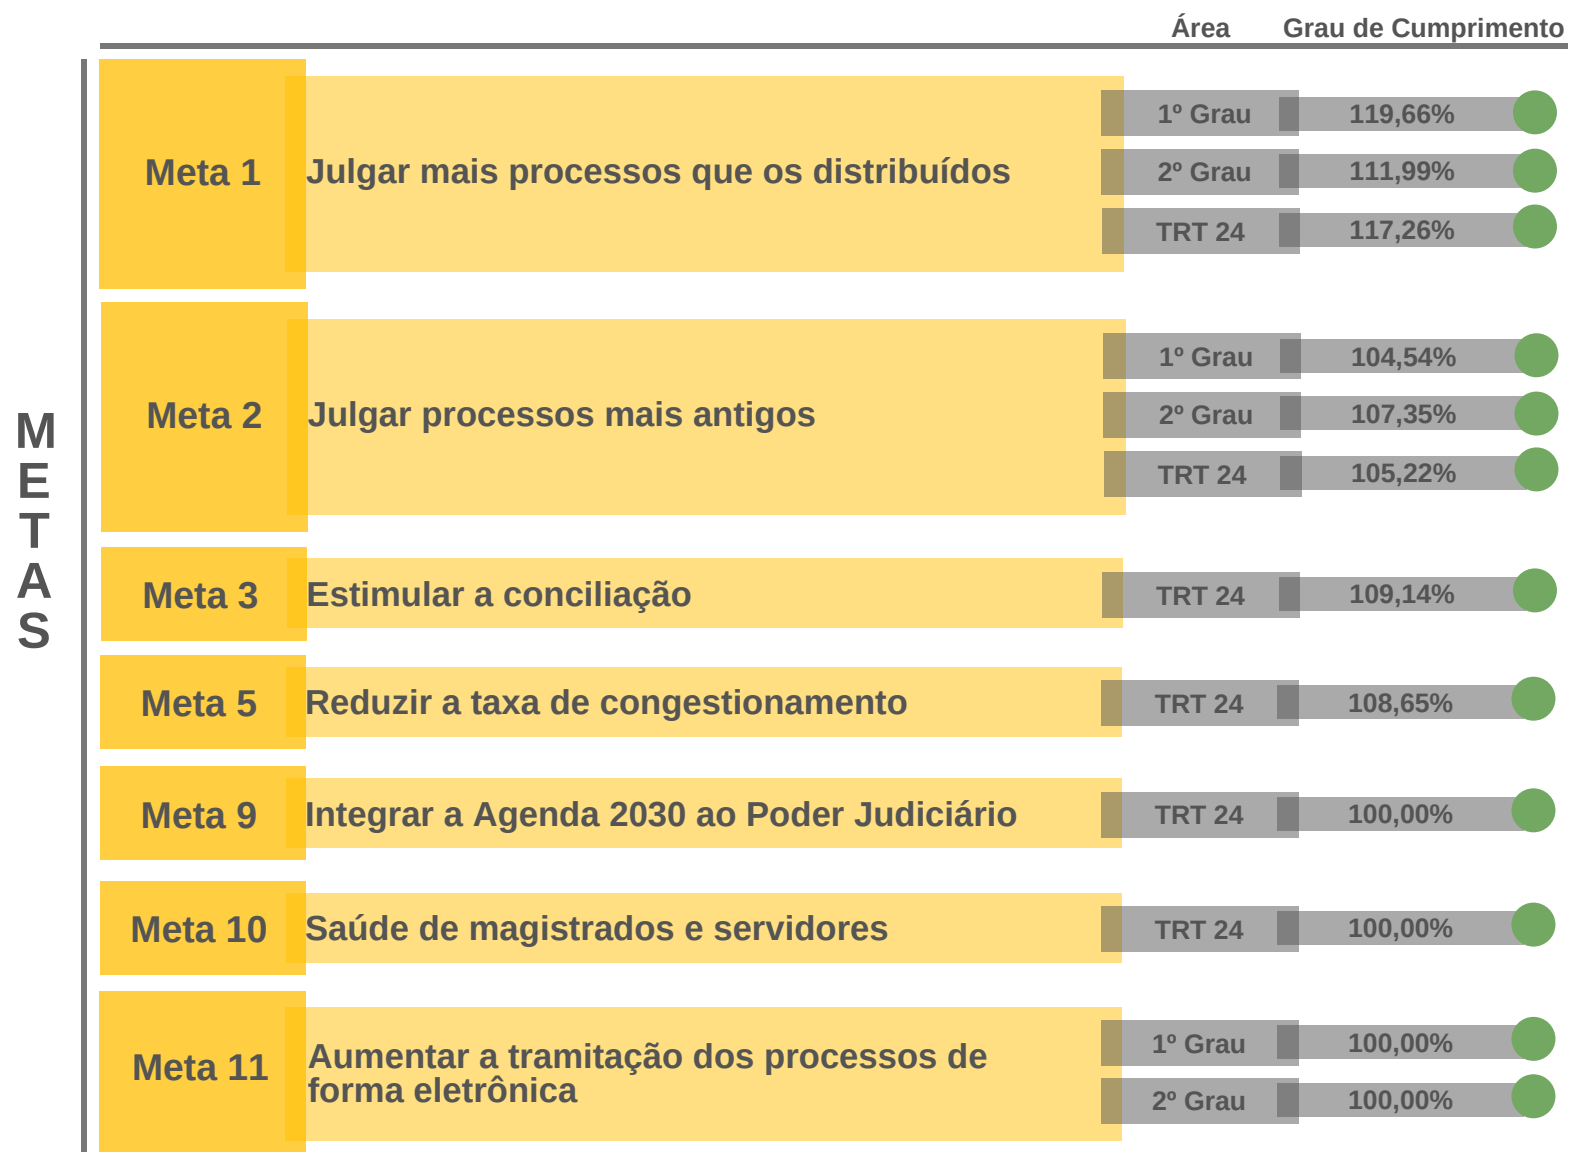 Área Grau de Cumprimento
METAS
Meta 1 Julgar mais processos que os distribuídos
1º Grau 119,66%
2º Grau 111,99%
TRT 24 117,26%
Meta 2 Julgar processos mais antigos
1º Grau 104,54%
2º Grau 107,35%
TRT 24 105,22%
Meta 3 Estimular a conciliação TRT 24 109,14%
Meta 5 Reduzir a taxa de congestionamento TRT 24 108,65%
Meta 9 Integrar a Agenda 2030 ao Poder Judiciário TRT 24 100,00%
Meta 10 Saúde de magistrados e servidores TRT 24 100,00%
Meta 11 Aumentar a tramitação dos processos de
forma eletrônica
1º Grau 100,00%
2º Grau 100,00%